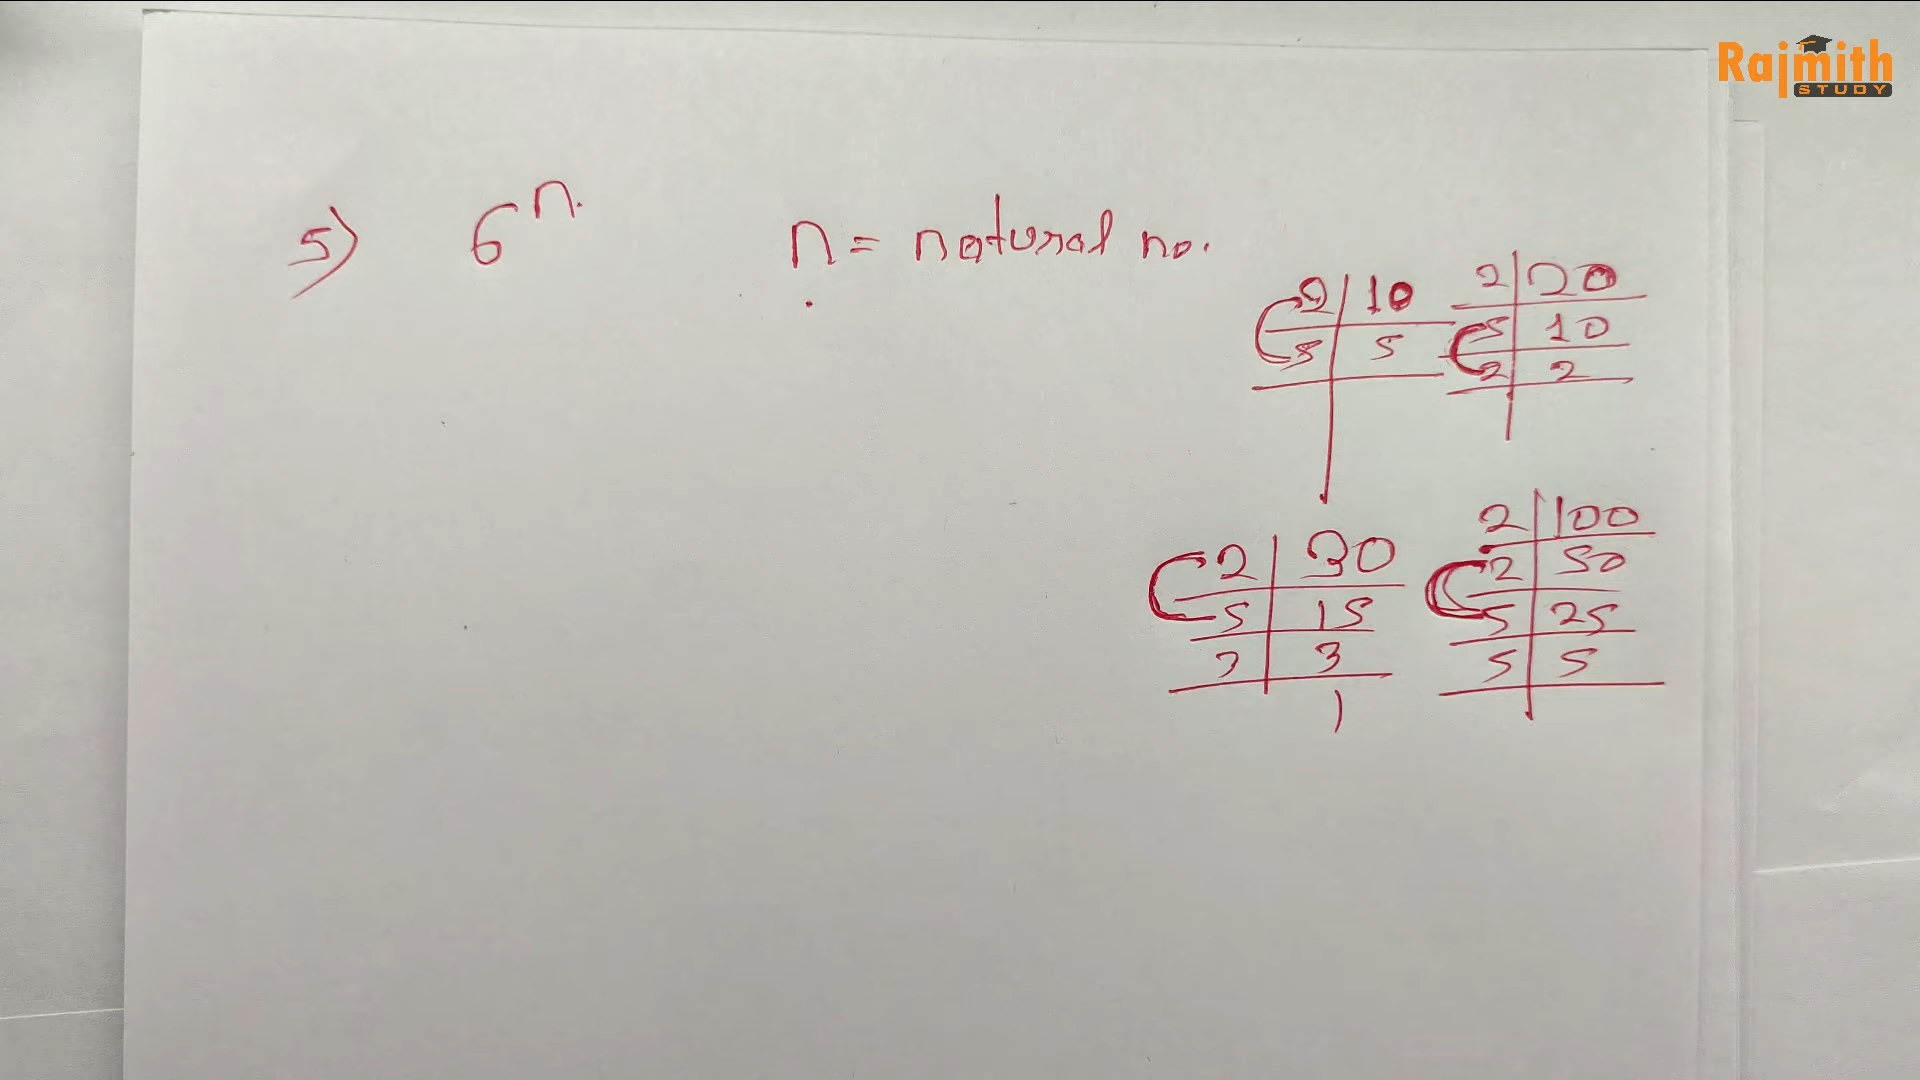 Rajmith
STUDY
5) 6^n. n = natural no.
2 | 10
5 | 5
2 | 20
5 | 10
2 | 2
2 | 30
5 | 15
3 | 3
1
2 | 100
2 | 50
5 | 25
5 | 5